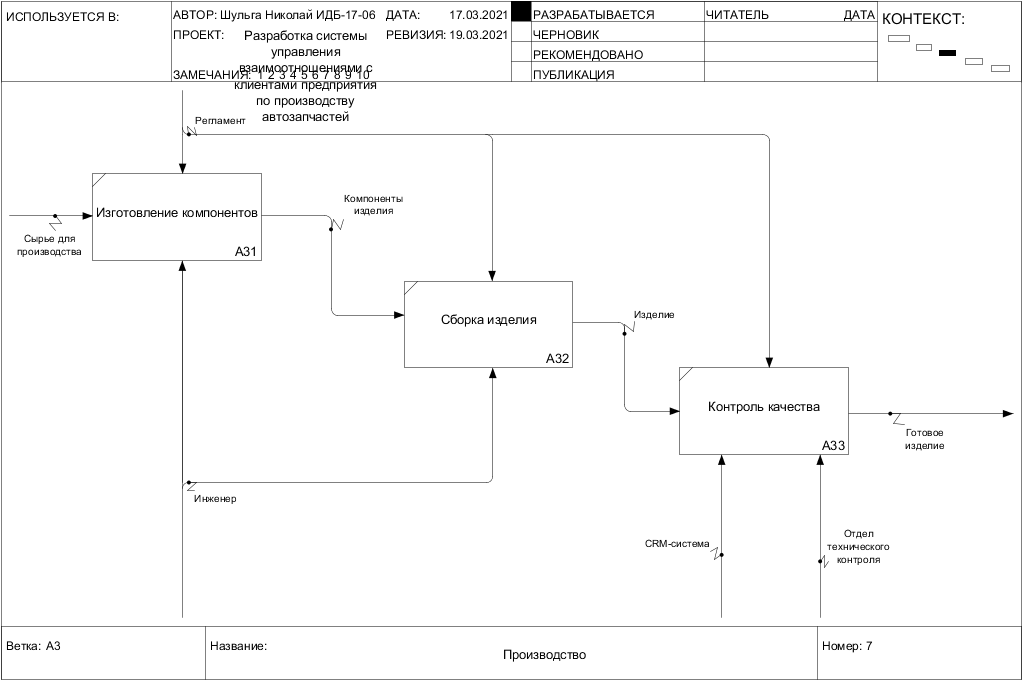 ИСПОЛЬЗУЕТСЯ В:
АВТОР: Шульга Николай ИДБ-17-06
ДАТА: 17.03.2021
ПРОЕКТ:
Разработка системы
управления
взаимоотношениями с
клиентами предприятия
по производству
автозапчастей
РЕВИЗИЯ: 19.03.2021
ЗАМЕЧАНИЯ: 1 2 3 4 5 6 7 8 9 10
РАЗРАБАТЫВАЕТСЯ
ЧЕРНОВИК
РЕКОМЕНДОВАНО
ПУБЛИКАЦИЯ
ЧИТАТЕЛЬ
ДАТА
КОНТЕКСТ:
Регламент
Изготовление компонентов
A31
Сырье для
производства
Компоненты
изделия
Сборка изделия
A32
Изделие
Контроль качества
A33
Готовое
изделие
Инженер
CRM-система
Отдел
технического
контроля
Ветка: A3
Название:
Производство
Номер: 7